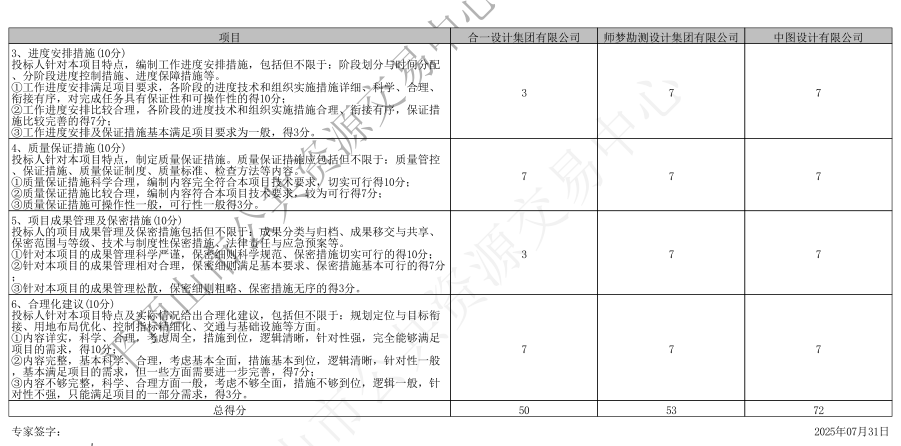 项目 合一设计集团有限公司 师梦勘测设计集团有限公司 中图设计有限公司
3、进度安排措施(10分)
投标人针对本项目特点，编制工作进度安排措施，包括但不限于：阶段划分与时间分配
、分阶段进度控制措施、进度保障措施等。
①工作进度安排满足项目要求，各阶段的进度技术和组织实施措施详细、科学、合理、
衔接有序，对完成任务具有保证性和可操作性的得10分；
②工作进度安排比较合理，各阶段的进度技术和组织实施措施合理、衔接有序，保证措
施比较完善的得7分；
③工作进度安排及保证措施基本满足项目要求为一般，得3分。
3 7 7
4、质量保证措施(10分)
投标人针对本项目特点，制定质量保证措施。质量保证措施应包括但不限于：质量管控
、保证措施、质量保证制度、质量标准、检查方法等内容。
①质量保证措施科学合理，编制内容完全符合本项目技术要求，切实可行得10分；
②质量保证措施比较合理，编制内容符合本项目技术要求，较为可行得7分；
③质量保证措施可操作性一般，可行性一般得3分。
7 7 7
5、项目成果管理及保密措施(10分)
投标人的项目成果管理及保密措施包括但不限于：成果分类与归档、成果移交与共享、
保密范围与等级、技术与制度性保密措施、法律责任与应急预案等。
①针对本项目的成果管理科学严谨，保密细则科学规范、保密措施切实可行的得10分；
②针对本项目的成果管理相对合理，保密细则满足基本要求、保密措施基本可行的得7分
；
③针对本项目的成果管理松散，保密细则粗略、保密措施无序的得3分。
3 7 7
6、合理化建议(10分)
投标人针对本项目特点及实际情况给出合理化建议，包括但不限于：规划定位与目标衔
接、用地布局优化、控制指标精细化、交通与基础设施等方面。
①内容详实，科学、合理，考虑周全，措施到位，逻辑清晰，针对性强，完全能够满足
项目的需求，得10分；
②内容完整，基本科学、合理，考虑基本全面，措施基本到位，逻辑清晰，针对性一般
，基本满足项目的需求，但一些方面需要进一步完善，得7分；
③内容不够完整，科学、合理方面一般，考虑不够全面，措施不够到位，逻辑一般，针
对性不强，只能满足项目的一部分需求，得3分。
7 7 7
总得分 50 53 72
专家签字： 2025年07月31日